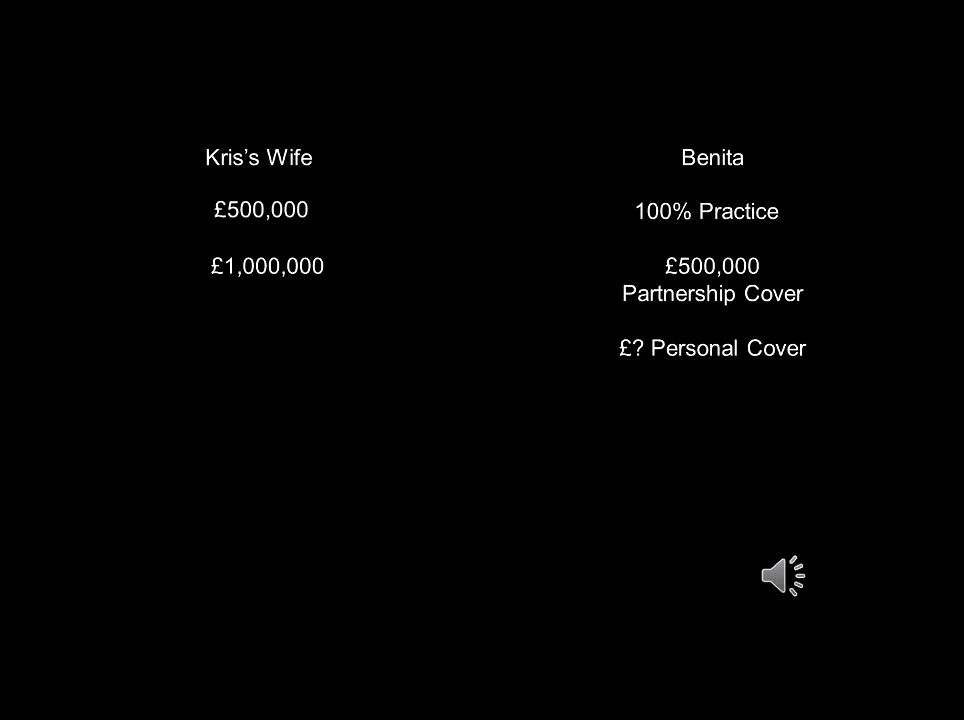 Kris’s Wife
£500,000
£1,000,000
Benita
100% Practice
£500,000
Partnership Cover
£? Personal Cover